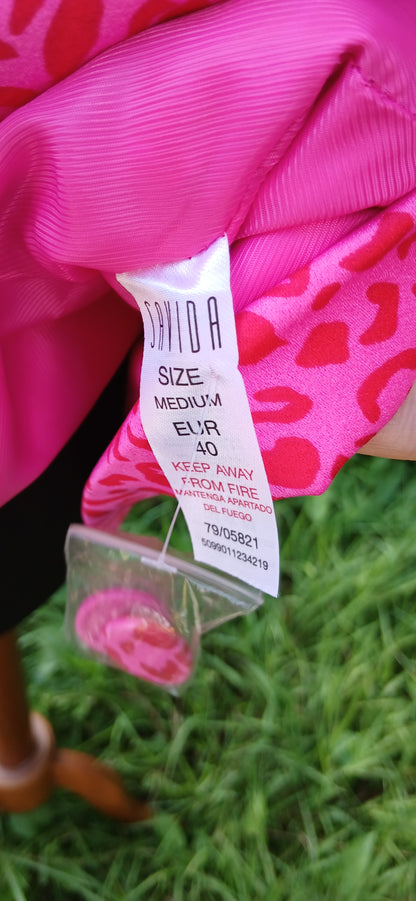 SAVIDA
SIZE
MEDIUM
EUR
40
KEEP AWAY
FROM FIRE
MANTENGA APARTADO
DEL FUEGO
79/05821
5099011234219